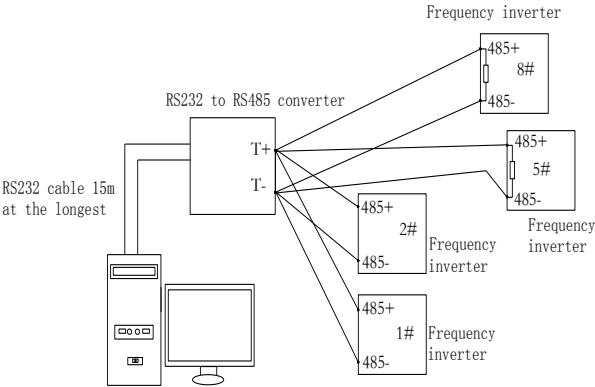 Frequency inverter
485+
8#
485-
RS232 to RS485 converter
T+
T-
485+
5#
485-
Frequency
inverter
RS232 cable 15m
at the longest
485+
2#
485-
Frequency
inverter
485+
1#
485-
Frequency
inverter